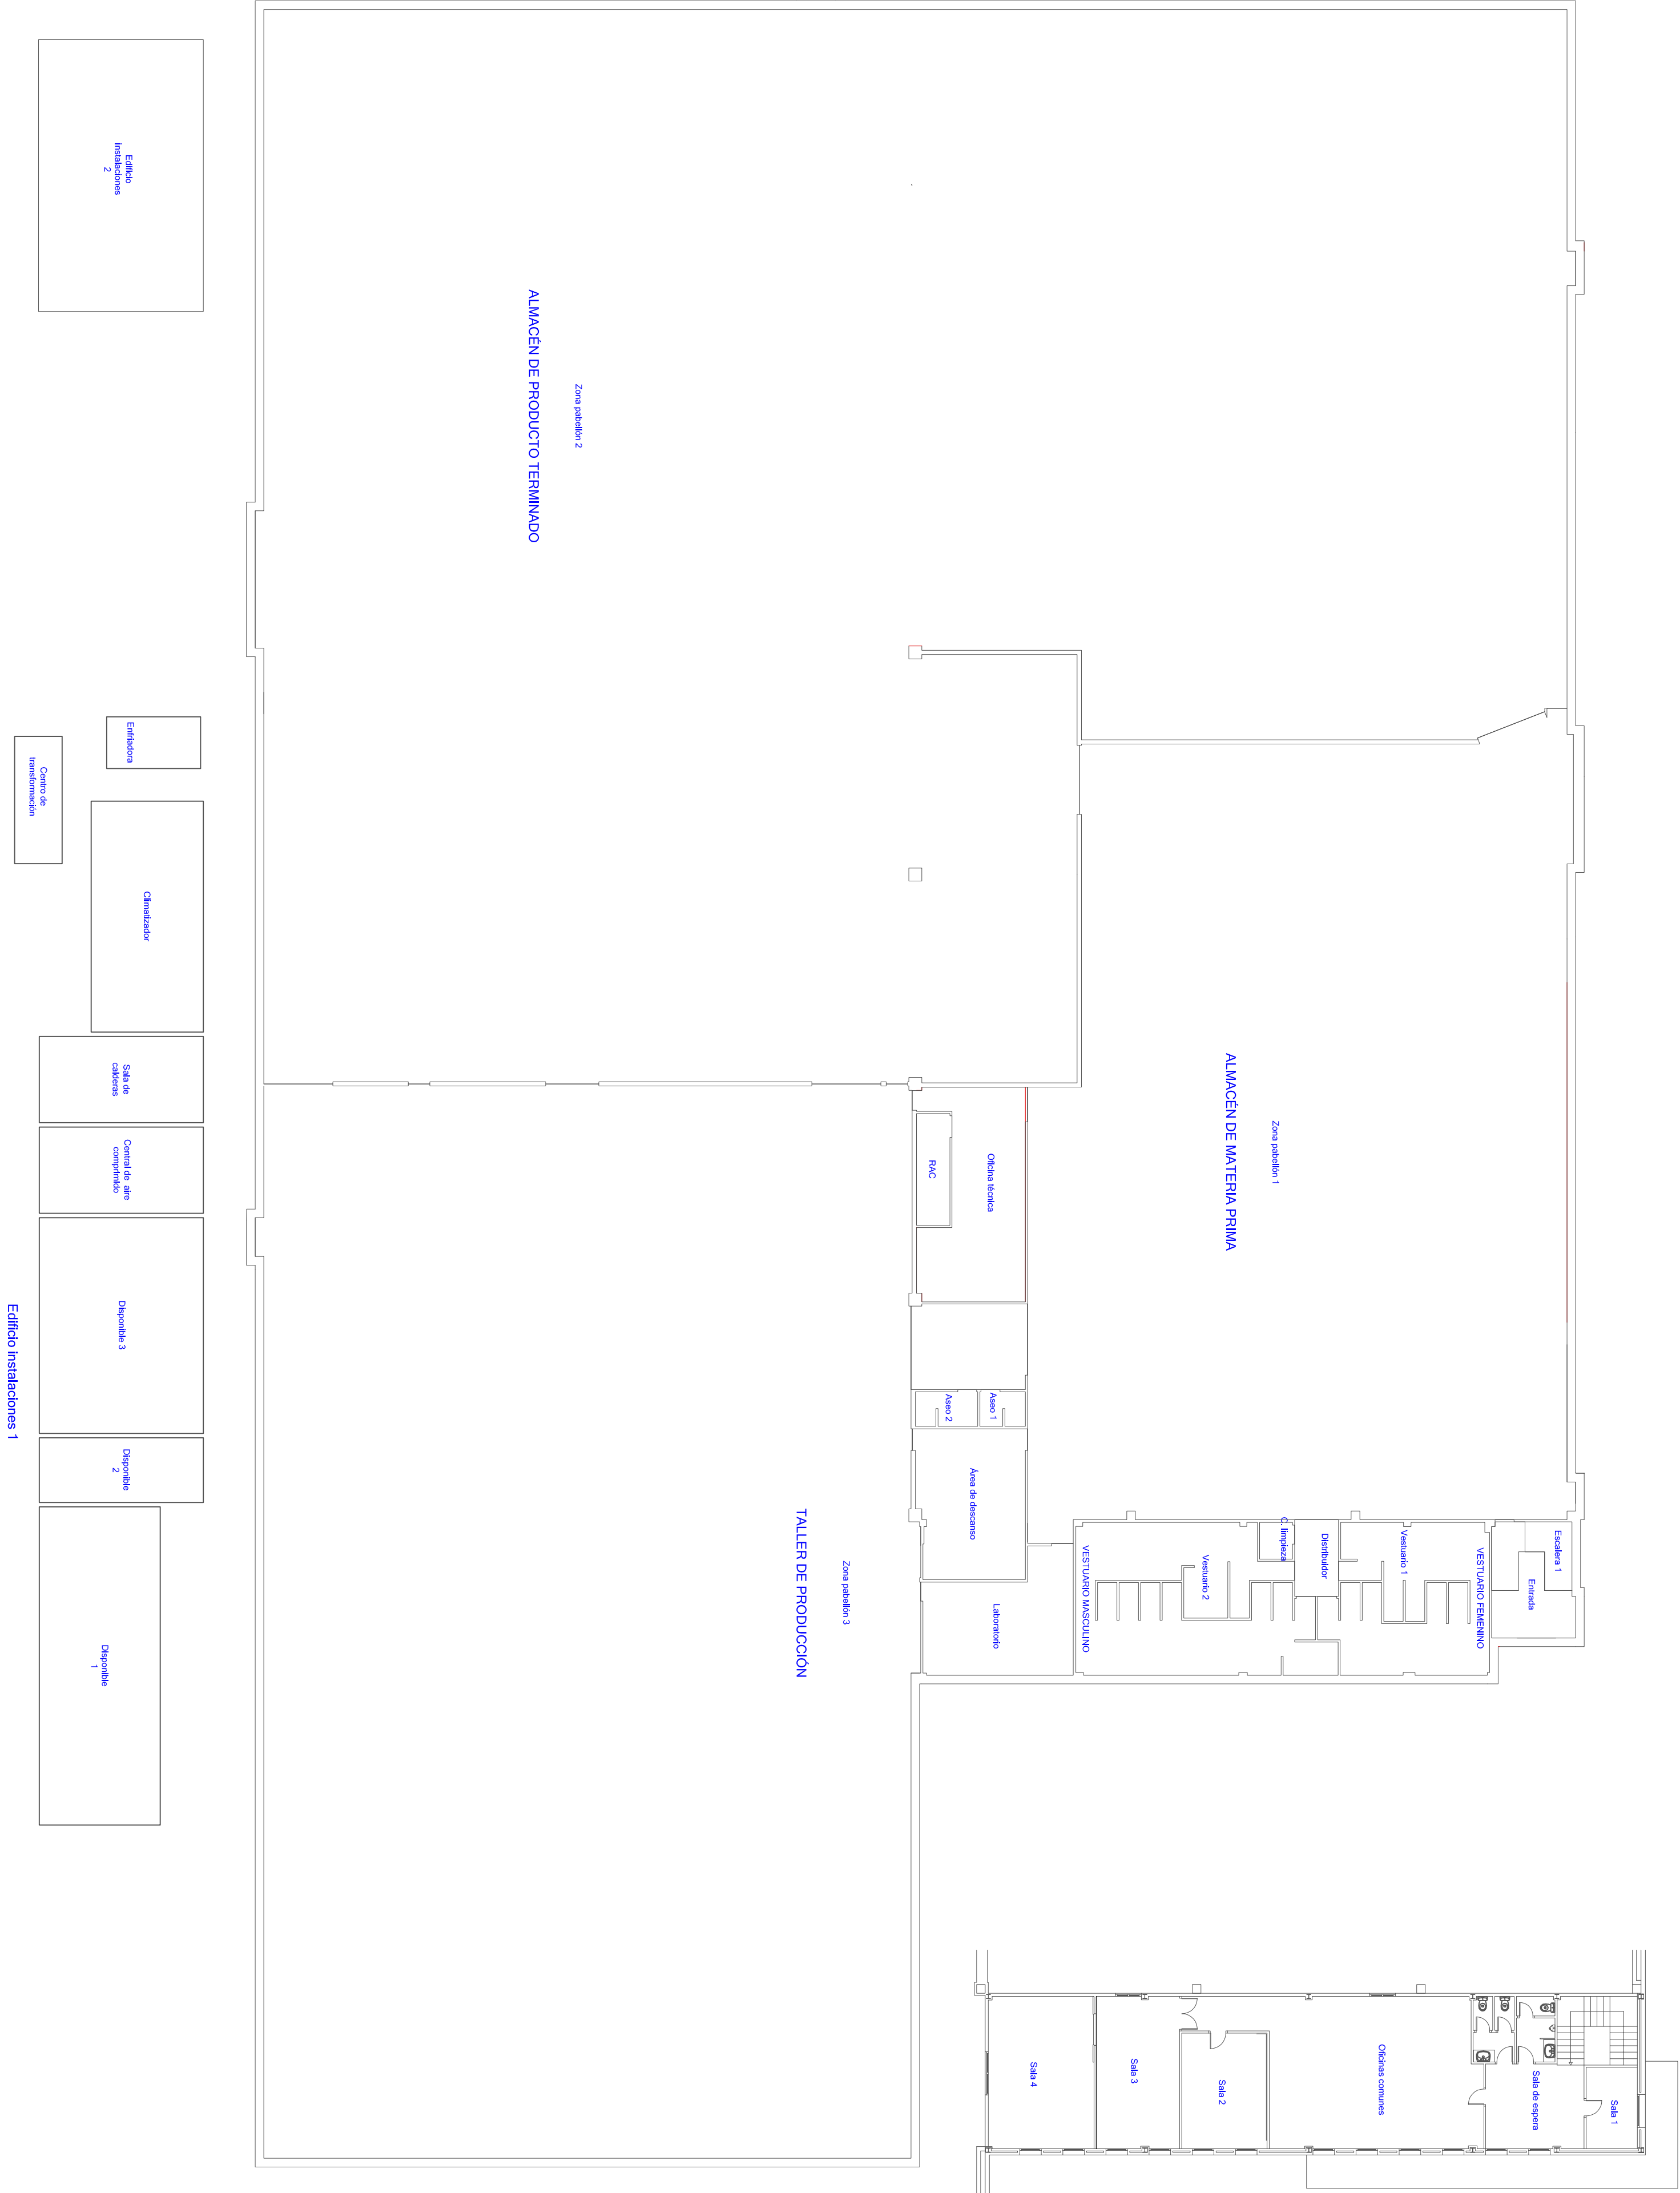 Edificio
instalaciones
2
ALMACÉN DE PRODUCTO TERMINADO
Zona pabellón 2
Enfriadora
Centro de
transformación
Climatizador
Sala de
calderas
Central de aire
comprimido
Disponible 3
Disponible
2
Disponible
1
Edificio instalaciones 1
ALMACÉN DE MATERIA PRIMA
Zona pabellón 1
RAC
Oficina técnica
Aseo 2
Aseo 1
Área de descanso
Laboratorio
TALLER DE PRODUCCIÓN
Zona pabellón 3
VESTUARIO MASCULINO
Vestuario 2
C. limpieza
Distribuidor
Vestuario 1
VESTUARIO FEMENINO
Escalera 1
Entrada
Sala 4
Sala 3
Sala 2
Oficinas comunes
Sala de espera
Sala 1